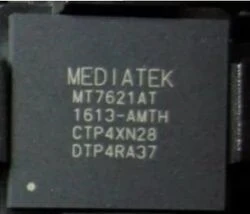 MEDIATEK
MT7621AT
1613-AMTH
CTP4XN28
DTP4RA37